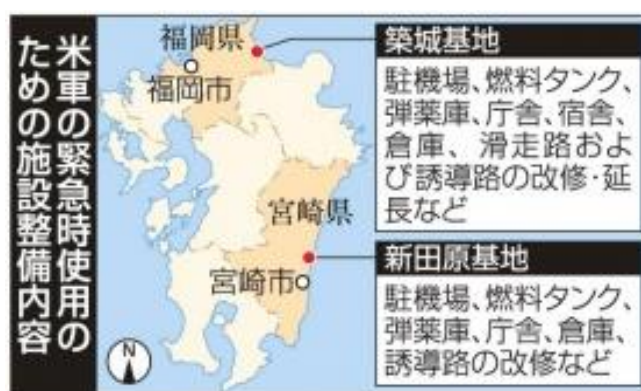 米軍の緊急時使用の
ための施設整備内容
福岡県
福岡市
宮崎県
宮崎市
N
築城基地
駐機場、燃料タンク、
弾薬庫、庁舎、宿舎、
倉庫、滑走路およ
び誘導路の改修・延
長など
新田原基地
駐機場、燃料タンク、
弾薬庫、庁舎、倉庫、
誘導路の改修など